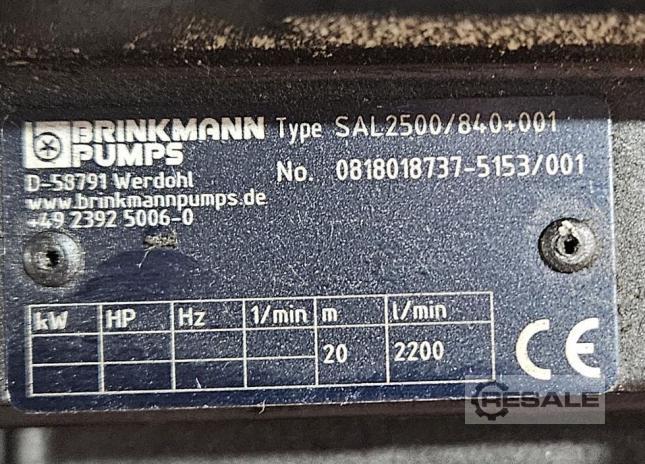 BRINKMANN
PUMPS
Type SAL2500/840+001
No. 0818018737-5153/001
D-58791 Werdohl
www.brinkmannpumps.de
+49 2392 5006-0
kW HP Hz 1/min m l/min
20 2200
CE
RESALE